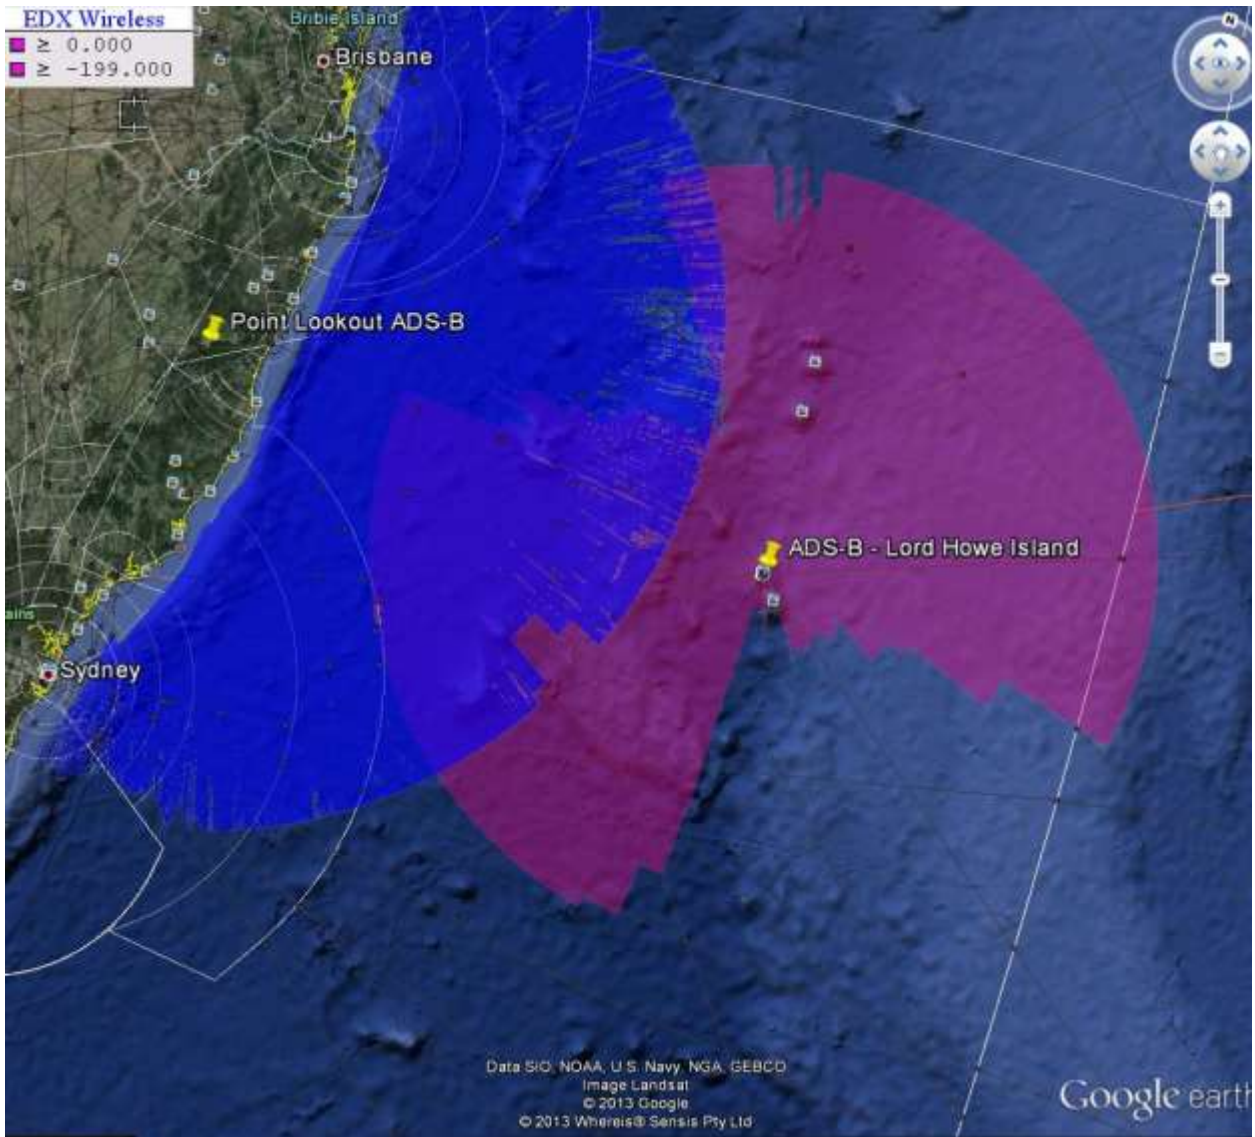 EDX Wireless
≥ 0.000
≥ -199.000
Bribie Island
Brisbane
N
Point Lookout ADS-B
ADS-B - Lord Howe Island
ains
Sydney
Data SIO, NOAA, U.S. Navy, NGA, GEBCO
Image Landsat
© 2013 Google
© 2013 Whereis® Sensis Pty Ltd
Google earth